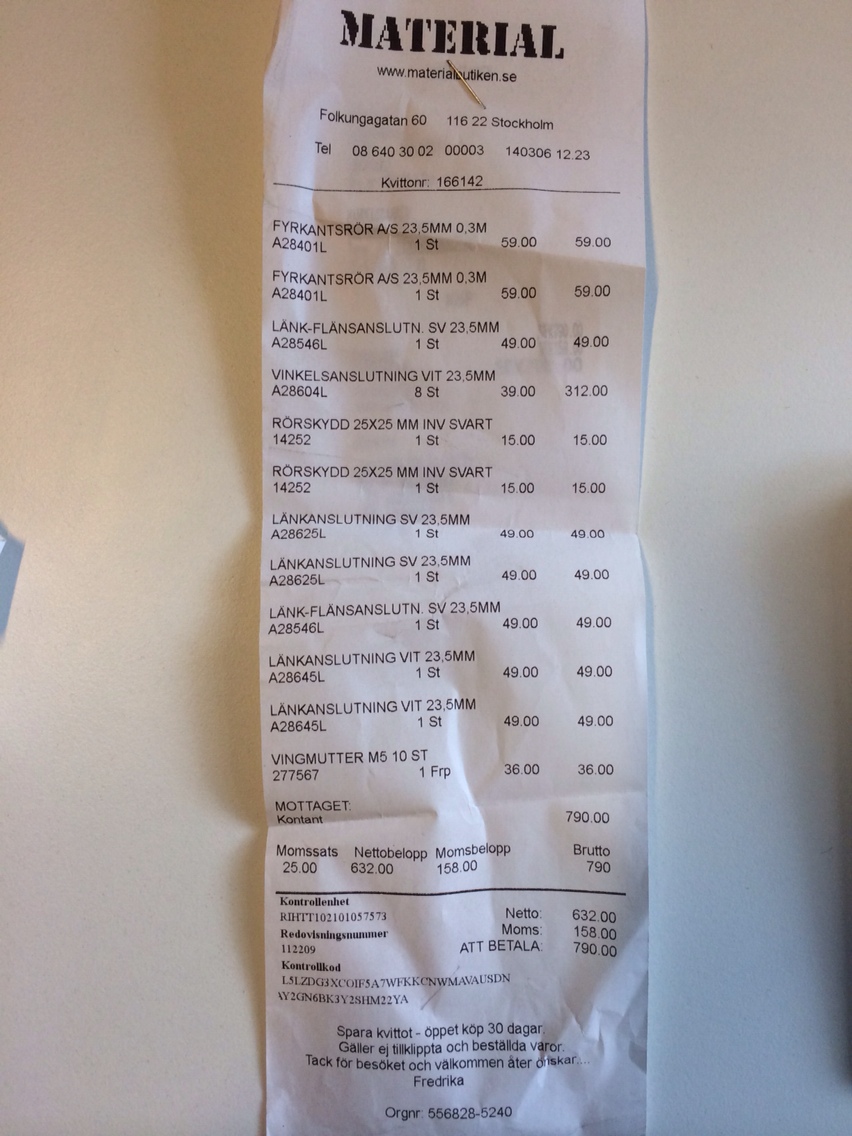 MATERIAL
www.materialbutiken.se
Folkungagatan 60 116 22 Stockholm
Tel 08 640 30 02 00003 140306 12.23
Kvittonr: 166142
FYRKANTSRÖR A/S 23,5MM 0,3M
A28401L 1 St 59.00 59.00
FYRKANTSRÖR A/S 23,5MM 0,3M
A28401L 1 St 59.00 59.00
LÄNK-FLÄNSANSLUTN. SV 23,5MM
A28546L 1 St 49.00 49.00
VINKELSANSLUTNING VIT 23,5MM
A28604L 8 St 39.00 312.00
RÖRSKYDD 25X25 MM INV SVART
14252 1 St 15.00 15.00
RÖRSKYDD 25X25 MM INV SVART
14252 1 St 15.00 15.00
LÄNKANSLUTNING SV 23,5MM
A28625L 1 St 49.00 49.00
LÄNKANSLUTNING SV 23,5MM
A28625L 1 St 49.00 49.00
LÄNK-FLÄNSANSLUTN. SV 23,5MM
A28546L 1 St 49.00 49.00
LÄNKANSLUTNING VIT 23,5MM
A28645L 1 St 49.00 49.00
LÄNKANSLUTNING VIT 23,5MM
A28645L 1 St 49.00 49.00
VINGMUTTER M5 10 ST
277567 1 Frp 36.00 36.00
MOTTAGET:
Kontant 790.00
Momssats Nettobelopp Momsbelopp Brutto
25.00 632.00 158.00 790
Kontrollenhet
RIHTT102101057573 Netto: 632.00
Redovisningsnummer Moms: 158.00
112209 ATT BETALA: 790.00
Kontrollkod
L5LZDG3XCOIF5A7WFKKCNWMAVAUSDN
AY2GN6BK3Y2SHM22YA
Spara kvittot - öppet köp 30 dagar.
Gäller ej tillklippta och beställda varor.
Tack för besöket och välkommen åter önskar....
Fredrika
Orgnr: 556828-5240